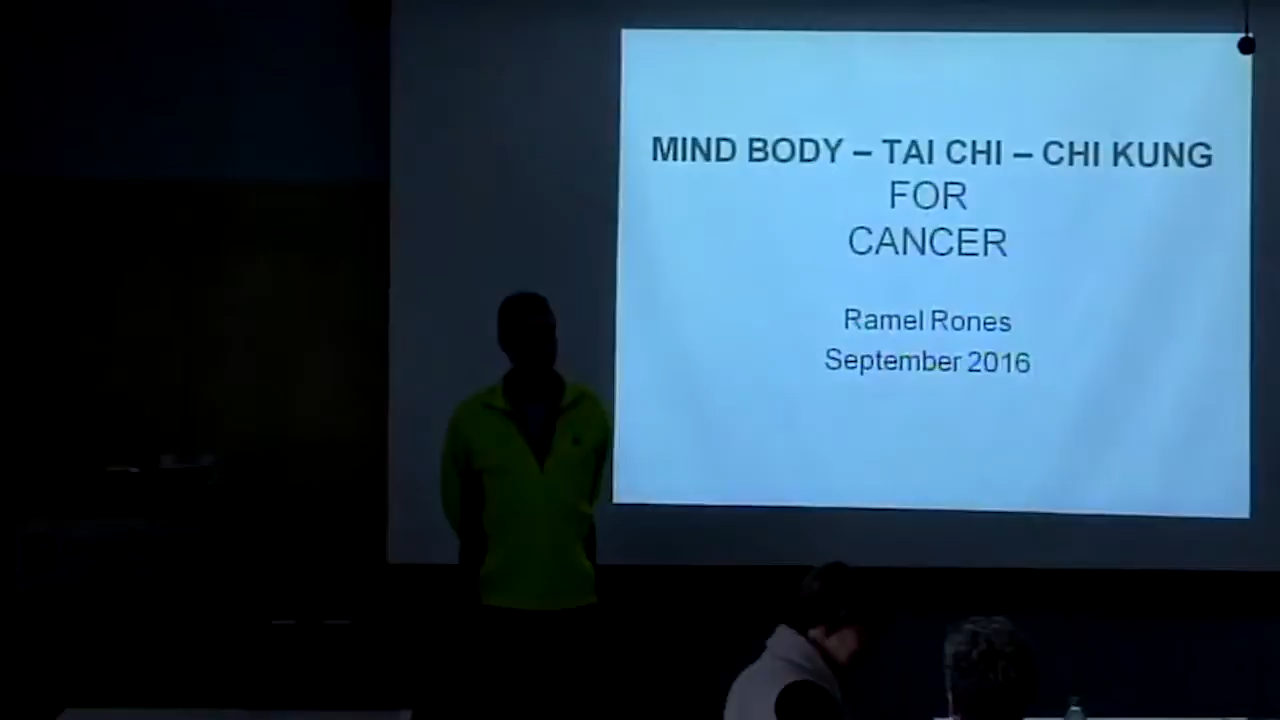 MIND BODY – TAI CHI – CHI KUNG
FOR
CANCER
Ramel Rones
September 2016